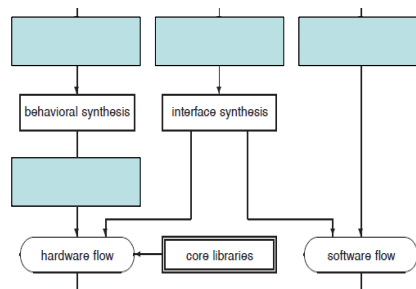 behavioral synthesis
interface synthesis
hardware flow
core libraries
software flow